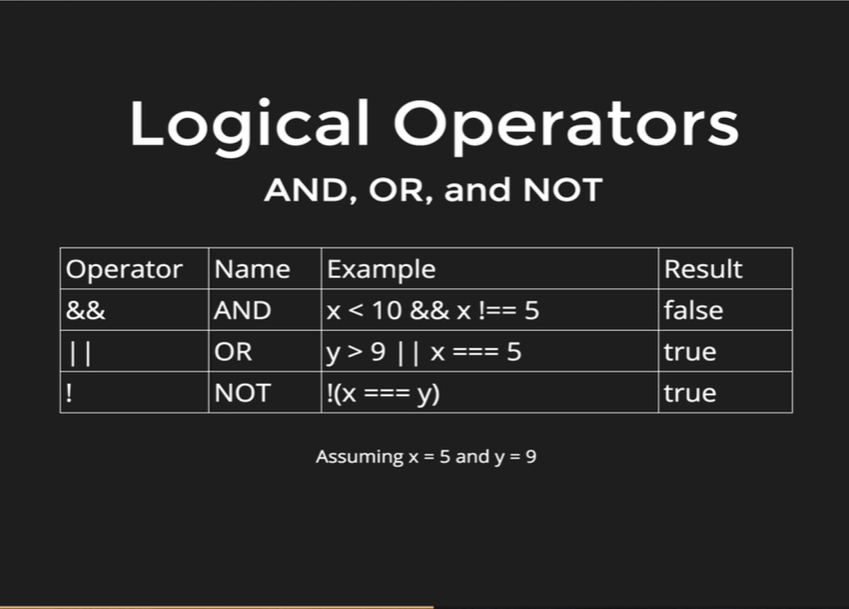 Logical Operators
AND, OR, and NOT
Operator Name Example Result
&& AND x < 10 && x !== 5 false
|| OR y > 9 || x === 5 true
! NOT !(x === y) true
Assuming x = 5 and y = 9